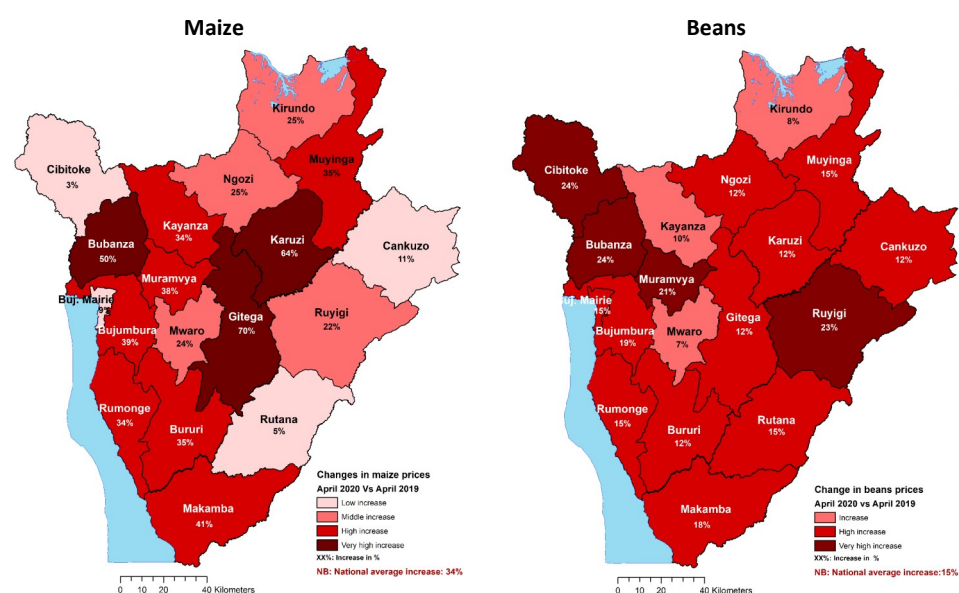 Maize
Kirundo
25%
Muyinga
35%
Cibitoke
3%
Ngozi
25%
Kayanza
34%
Karuzi
64%
Cankuzo
11%
Bubanza
50%
Muramvya
38%
Buj. Mairie
9%
Bujumbura
39%
Mwaro
24%
Gitega
70%
Ruyigi
22%
Rumonge
34%
Bururi
35%
Rutana
5%
Makamba
41%
Changes in maize prices
April 2020 Vs April 2019
Low increase
Middle increase
High increase
Very high increase
XX%: Increase in %
NB: National average increase: 34%
0 10 20 40 Kilometers
Beans
Kirundo
8%
Muyinga
15%
Cibitoke
24%
Ngozi
12%
Kayanza
10%
Karuzi
12%
Cankuzo
12%
Bubanza
24%
Muramvya
21%
Buj. Mairie
15%
Bujumbura
19%
Mwaro
7%
Gitega
12%
Ruyigi
23%
Rumonge
15%
Bururi
12%
Rutana
15%
Makamba
18%
Change in beans prices
April 2020 vs April 2019
Increase
High increase
Very high increase
XX%: Increase in %
NB: National average increase:15%
0 10 20 40 Kilometers